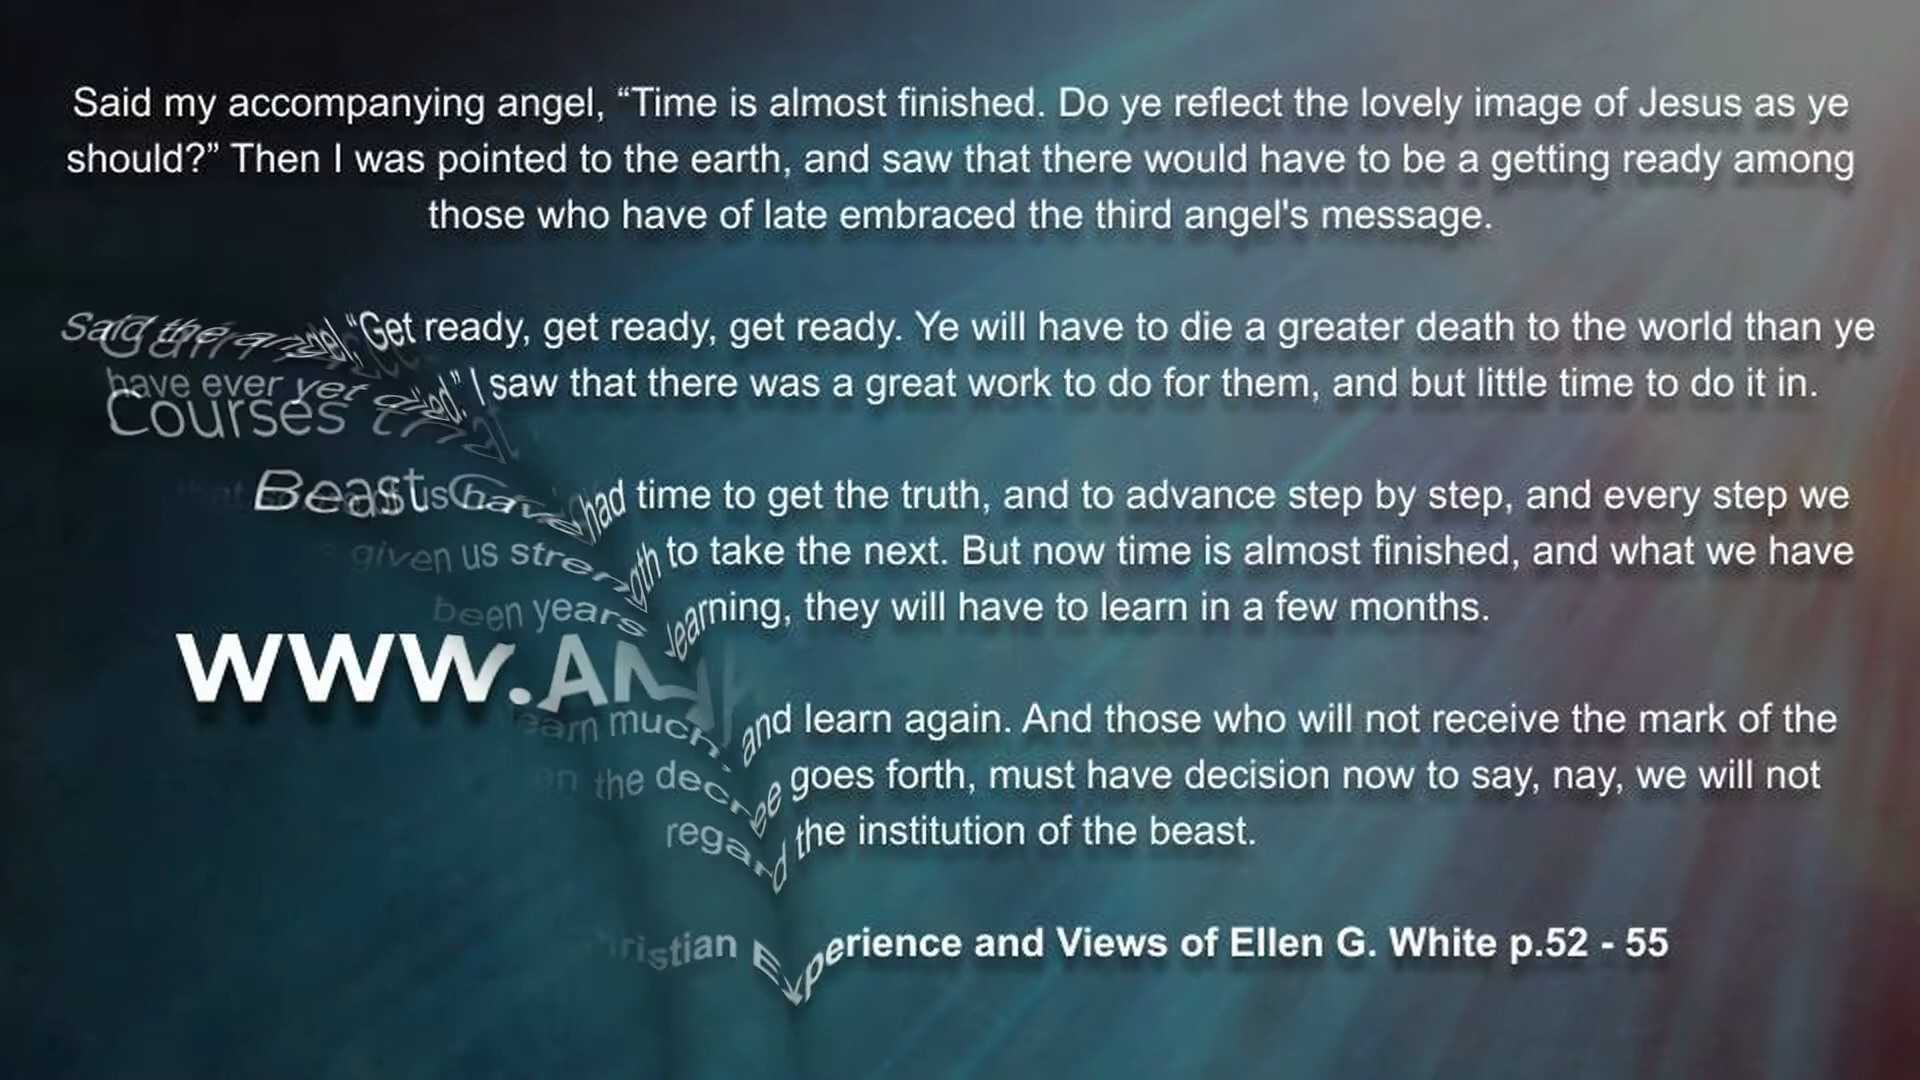 Said my accompanying angel, “Time is almost finished. Do ye reflect the lovely image of Jesus as ye
should?” Then I was pointed to the earth, and saw that there would have to be a getting ready among
those who have of late embraced the third angel's message.
Said the angel, “Get ready, get ready, get ready. Ye will have to die a greater death to the world than ye
have ever yet died.” I saw that there was a great work to do for them, and but little time to do it in.
Courses that
Beast
us have had time to get the truth, and to advance step by step, and every step we
given us strength to take the next. But now time is almost finished, and what we have
been years learning, they will have to learn in a few months.
www.
much and learn again. And those who will not receive the mark of the
the decree goes forth, must have decision now to say, nay, we will not
regard the institution of the beast.
Experience and Views of Ellen G. White p.52 - 55